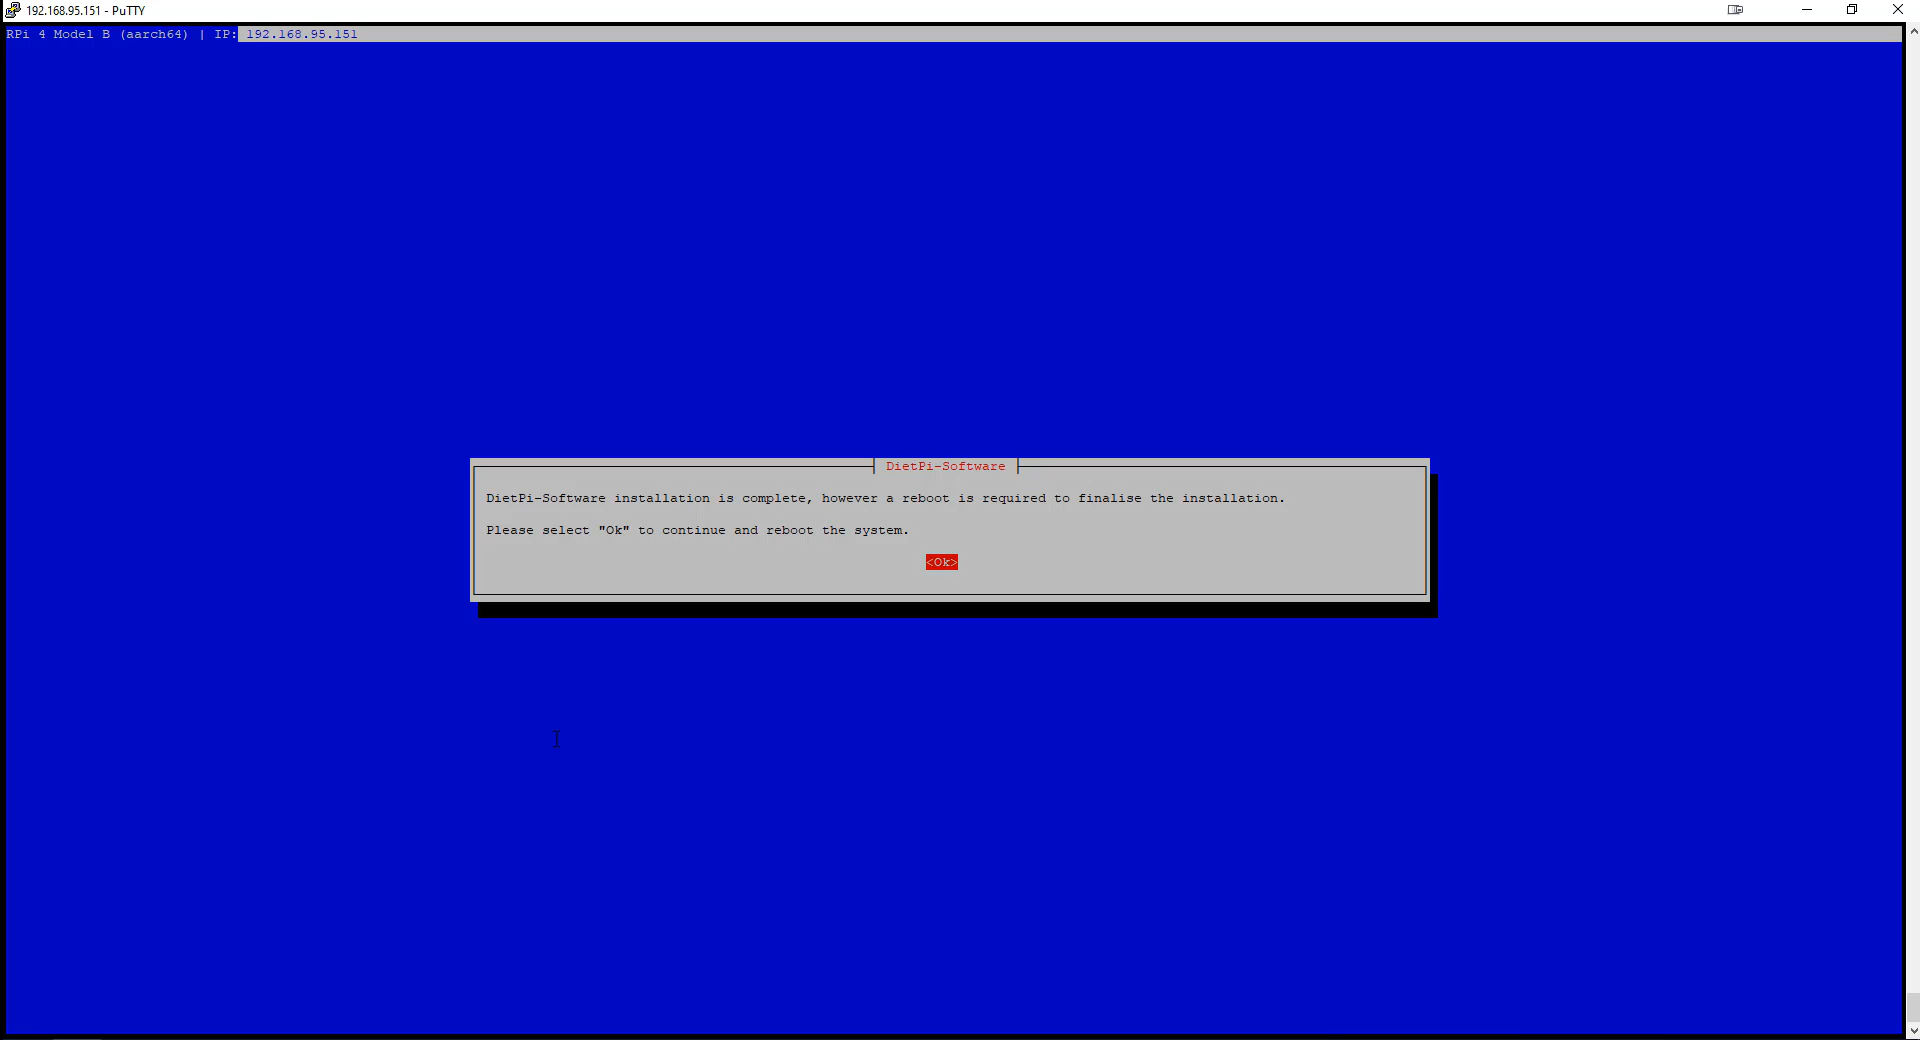 192.168.95.151 - PuTTY
RPi 4 Model B (aarch64) | IP: 192.168.95.151
DietPi-Software
DietPi-Software installation is complete, however a reboot is required to finalise the installation.
Please select "Ok" to continue and reboot the system.
<Ok>